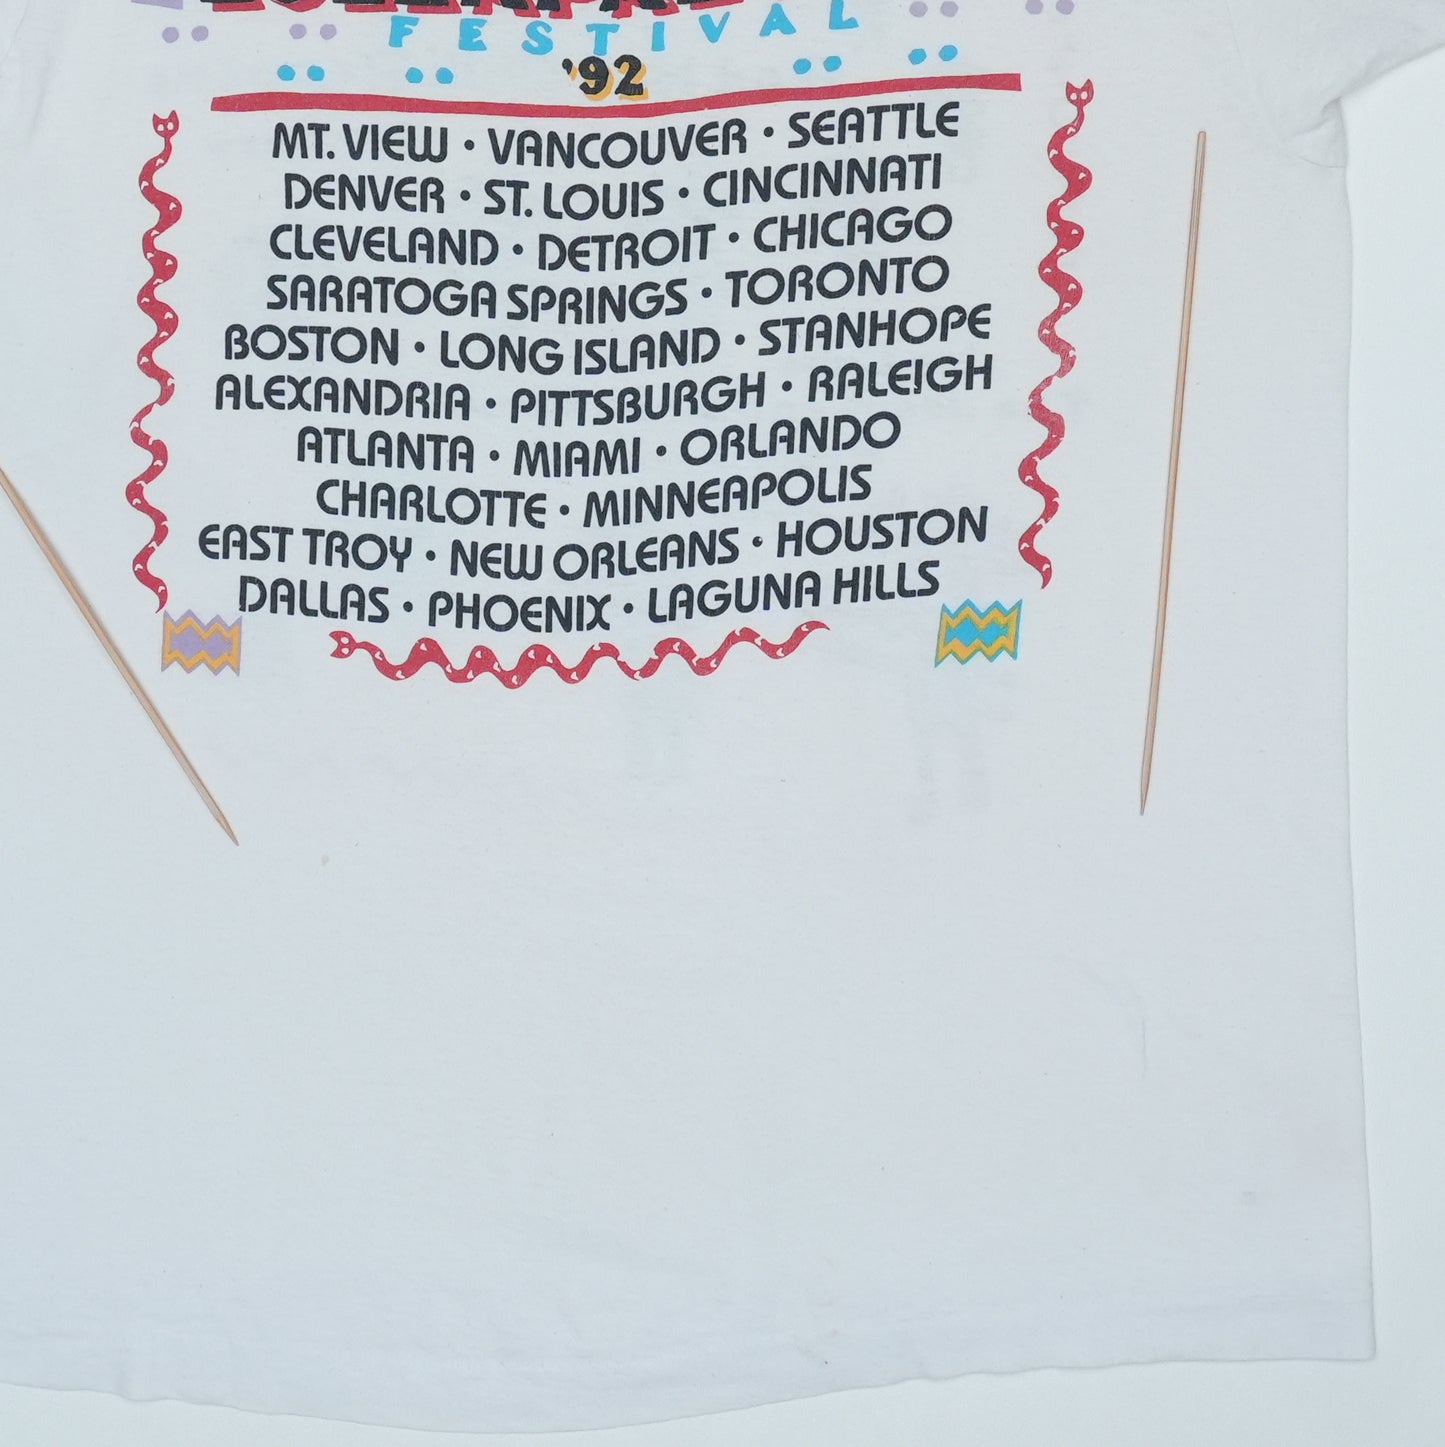 FESTIVAL
'92
MT. VIEW • VANCOUVER • SEATTLE
DENVER • ST. LOUIS • CINCINNATI
CLEVELAND • DETROIT • CHICAGO
SARATOGA SPRINGS • TORONTO
BOSTON • LONG ISLAND • STANHOPE
ALEXANDRIA • PITTSBURGH • RALEIGH
ATLANTA • MIAMI • ORLANDO
CHARLOTTE • MINNEAPOLIS
EAST TROY • NEW ORLEANS • HOUSTON
DALLAS • PHOENIX • LAGUNA HILLS